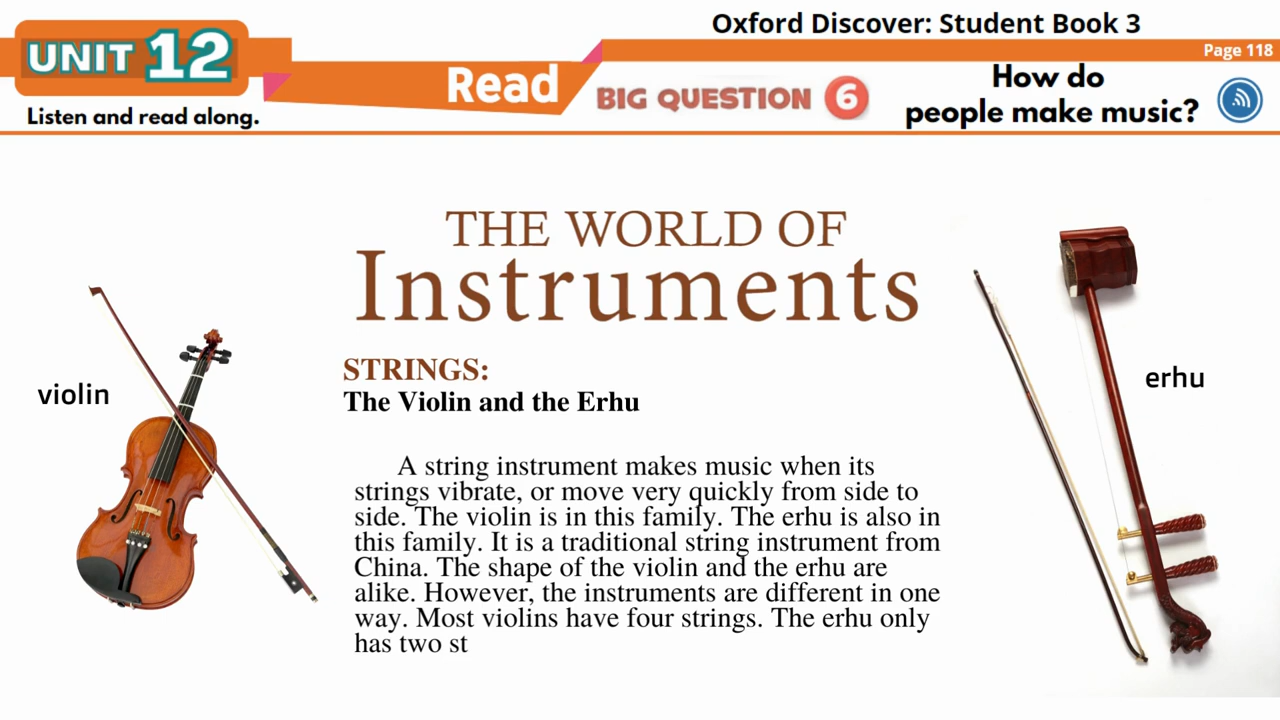 Oxford Discover: Student Book 3
UNIT 12
Page 118
Read
BIG QUESTION 6
How do
people make music?
Listen and read along.
THE WORLD OF
Instruments
violin
erhu
STRINGS:
The Violin and the Erhu
A string instrument makes music when its
strings vibrate, or move very quickly from side to
side. The violin is in this family. The erhu is also in
this family. It is a traditional string instrument from
China. The shape of the violin and the erhu are
alike. However, the instruments are different in one
way. Most violins have four strings. The erhu only
has two st